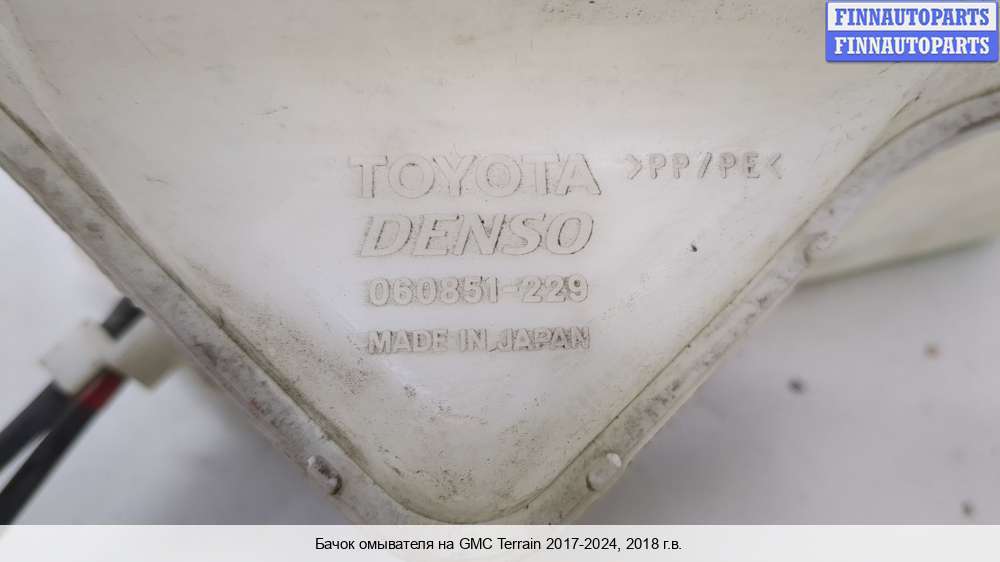 FINNAUTOPARTS
FINNAUTOPARTS
TOYOTA >PP/PE<
DENSO
060851-229
MADE IN JAPAN
Бачок омывателя на GMC Terrain 2017-2024, 2018 г.в.